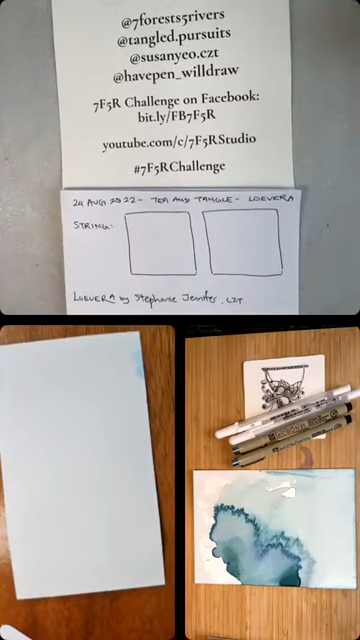 @7forests5rivers
@tangled.pursuits
@susanyeo.czt
@havepen_willdraw
7F5R Challenge on Facebook:
bit.ly/FB7F5R
youtube.com/c/7F5RStudio
#7F5RChallenge
24 AUG 2022 - TEA AND TANGLE - LOEVERA
STRING:
LOEVERA by Stephanie Jennifer, CZT